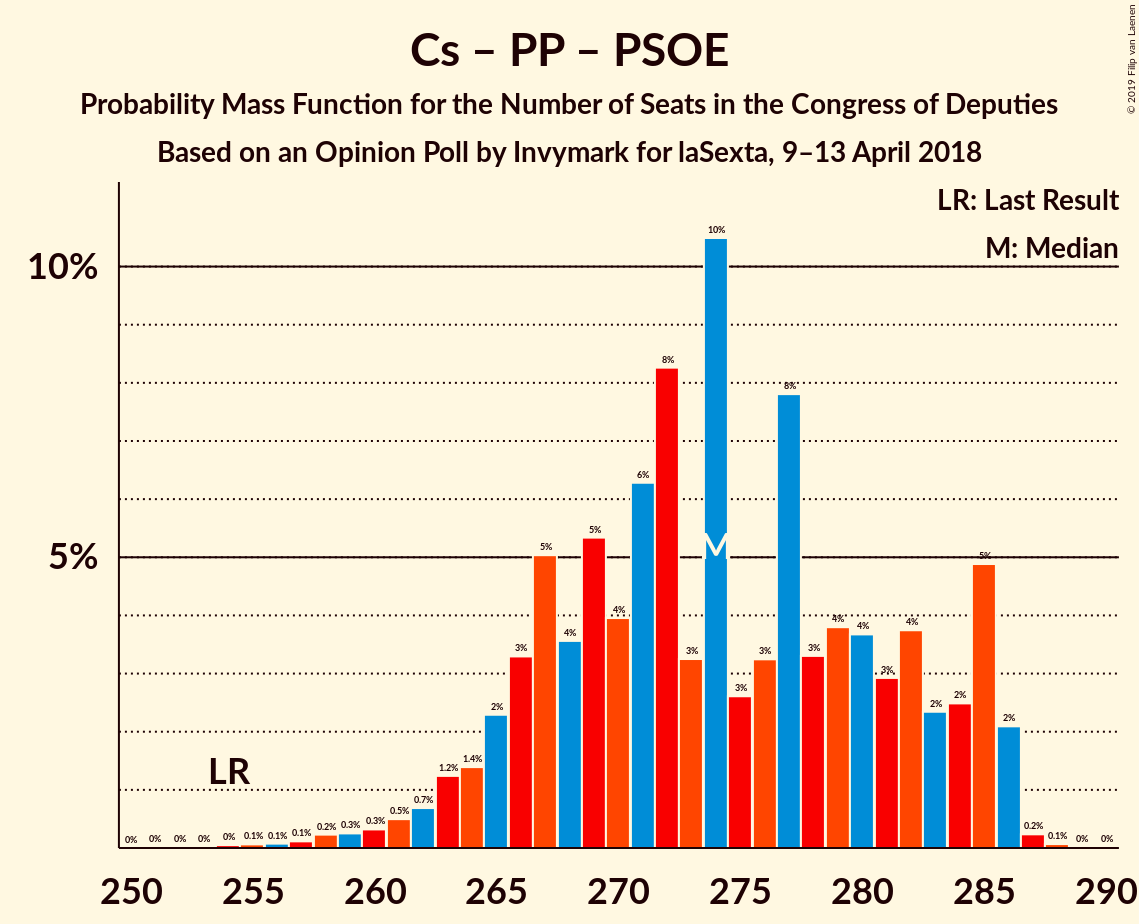 © 2019 Filip van Laenen
Cs – PP – PSOE
Probability Mass Function for the Number of Seats in the Congress of Deputies
Based on an Opinion Poll by Invymark for laSexta, 9–13 April 2018
LR: Last Result
M: Median
10%
5%
LR
M
0% 0% 0% 0% 0% 0.1% 0.1% 0.1% 0.2% 0.3% 0.3% 0.5% 0.7% 1.2% 1.4% 2% 3% 5% 4% 5% 4% 6% 8% 3% 10% 3% 3% 8% 3% 4% 4% 3% 4% 2% 2% 5% 2% 0.2% 0.1% 0% 0%
250 255 260 265 270 275 280 285 290